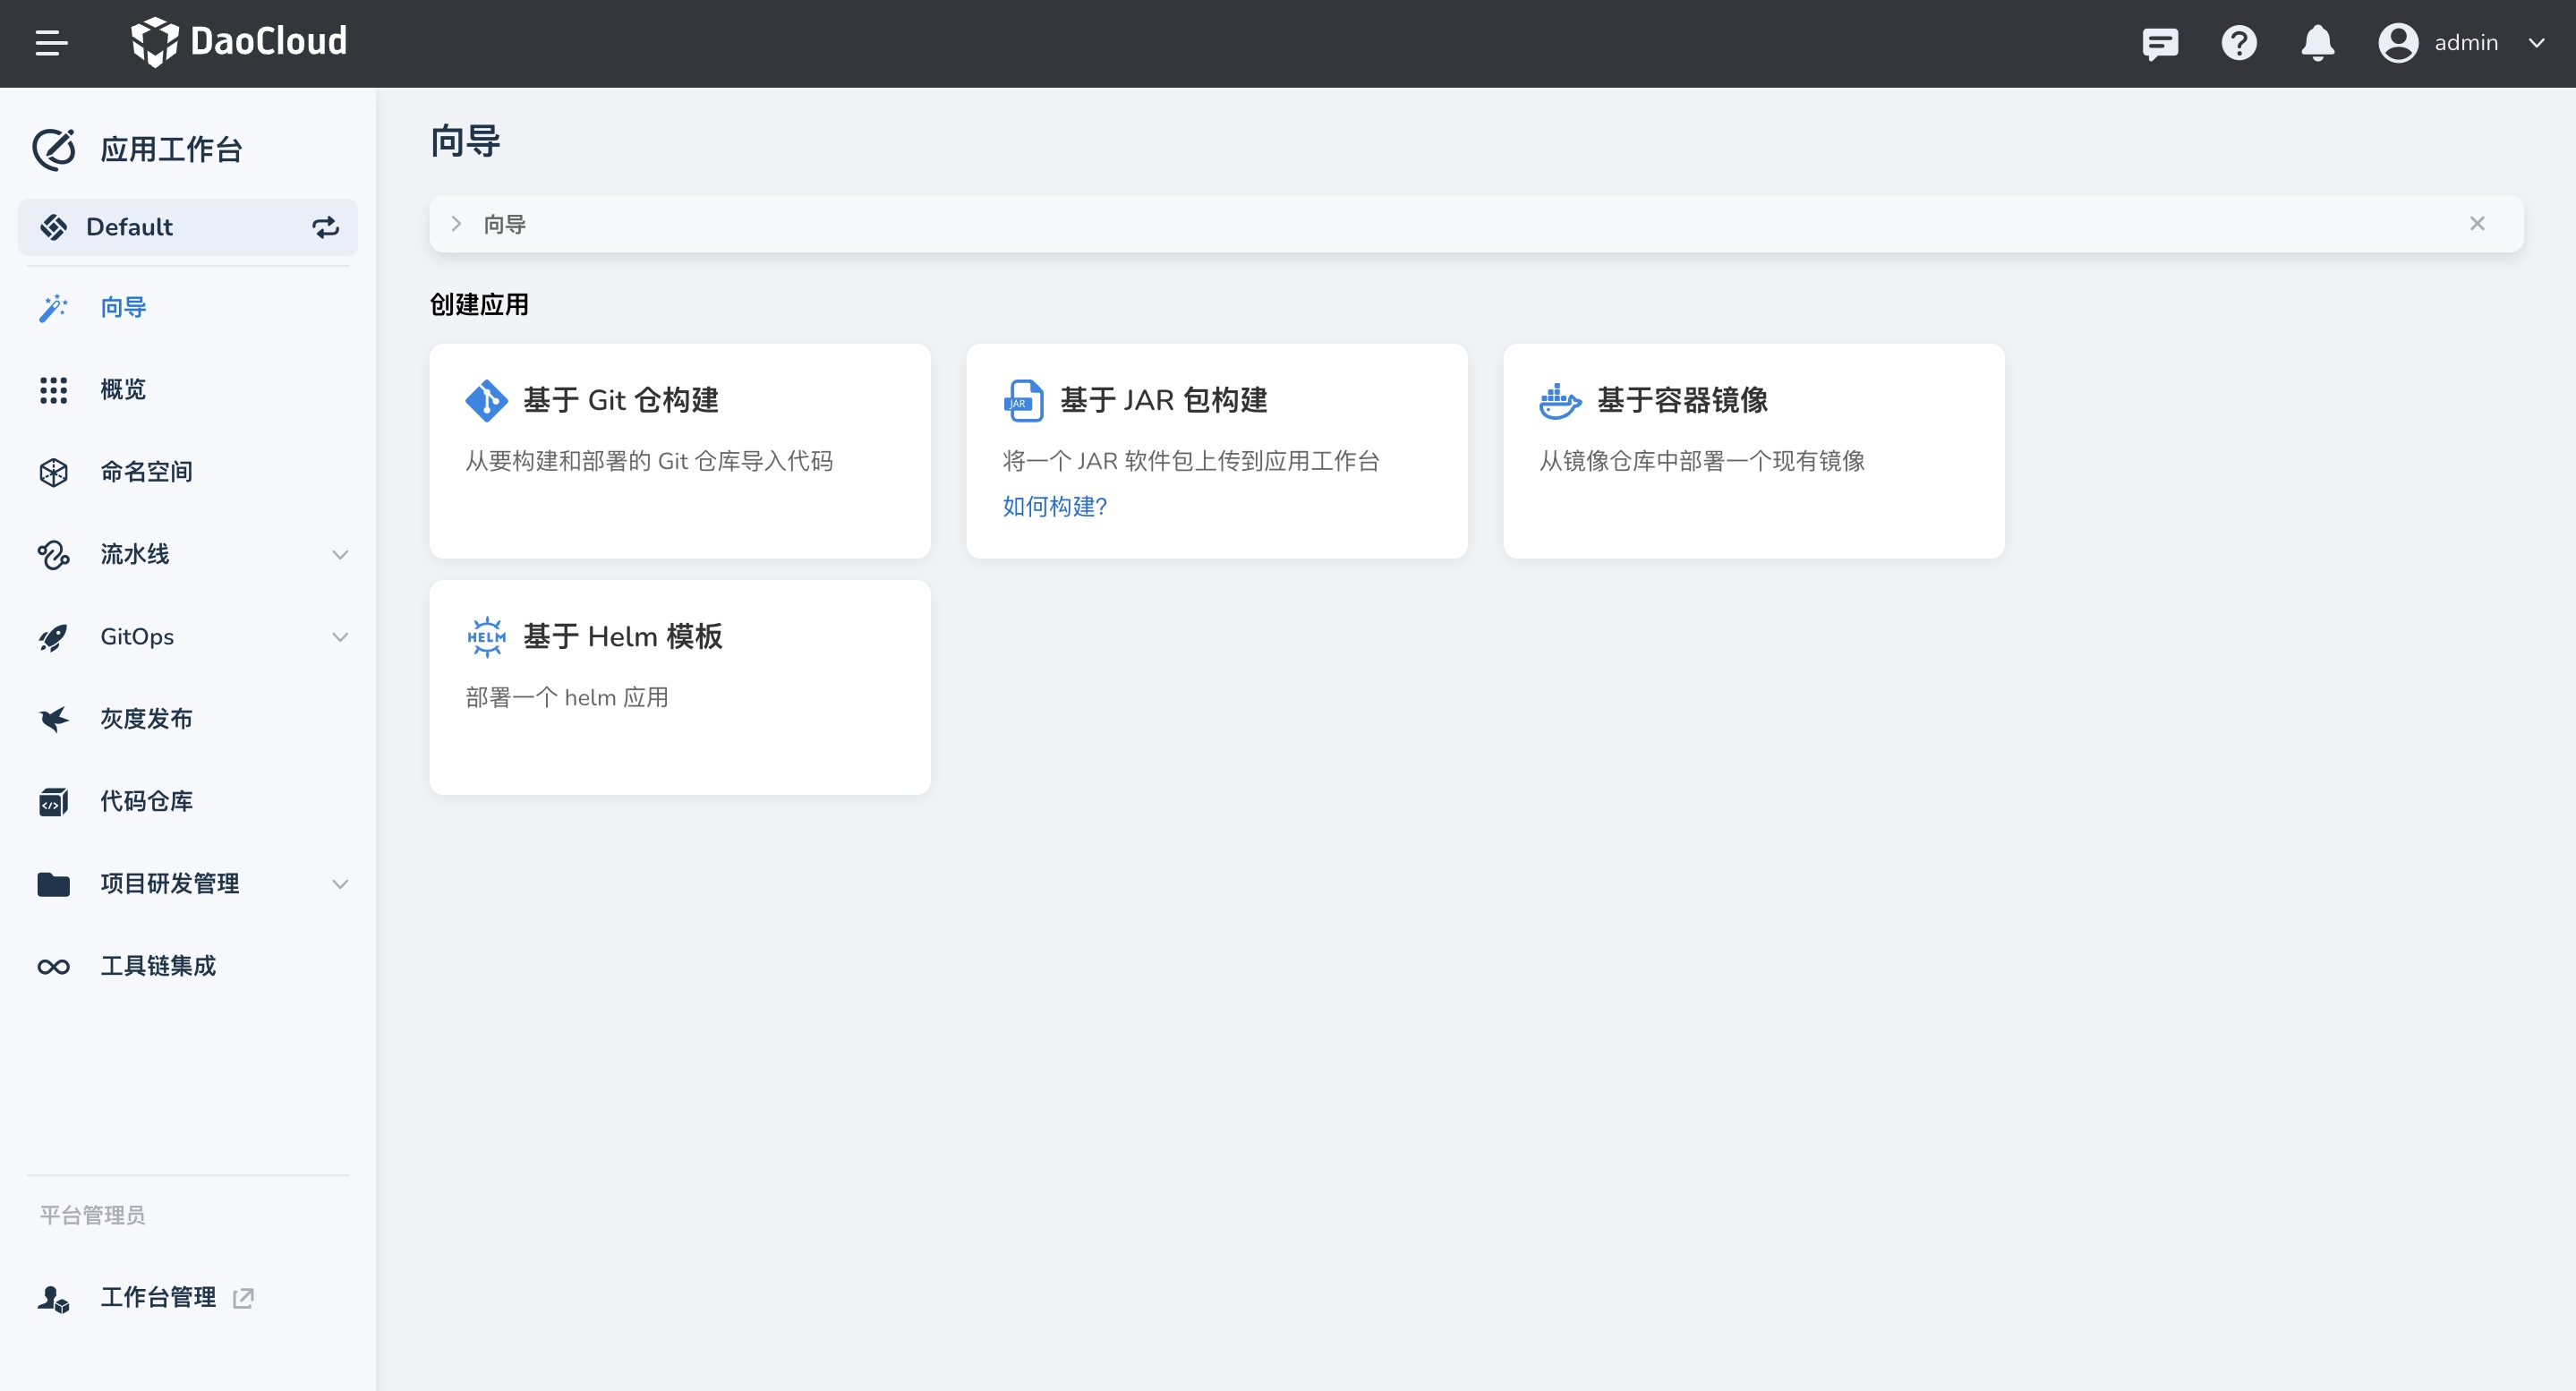 DaoCloud
admin
应用工作台
Default
向导
概览
命名空间
流水线
GitOps
灰度发布
代码仓库
项目研发管理
工具链集成
平台管理员
工作台管理
向导
向导
创建应用
基于 Git 仓构建
从要构建和部署的 Git 仓库导入代码
JAR
基于 JAR 包构建
将一个 JAR 软件包上传到应用工作台
如何构建?
基于容器镜像
从镜像仓库中部署一个现有镜像
HELM
基于 Helm 模板
部署一个 helm 应用